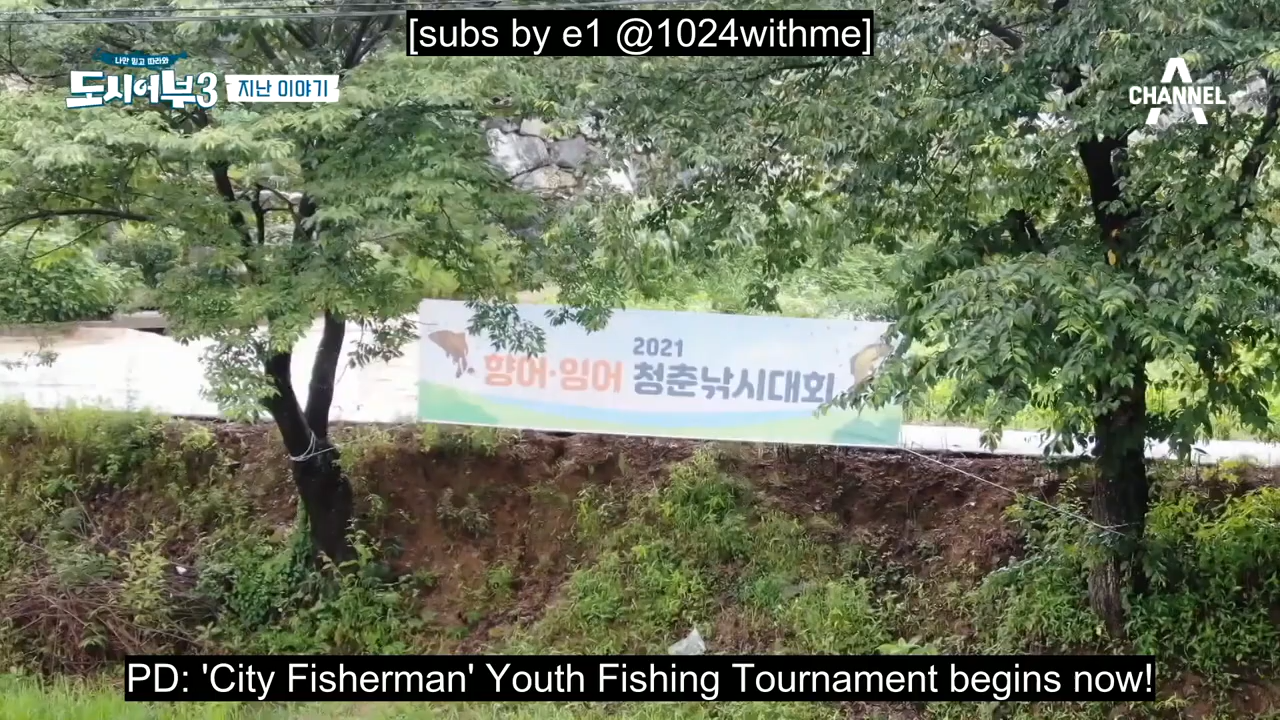 [subs by e1 @1024withme]
나만 믿고 따라와
도시어부3 지난 이야기
CHANNEL A
2021
향어·잉어 청춘낚시대회
PD: 'City Fisherman' Youth Fishing Tournament begins now!